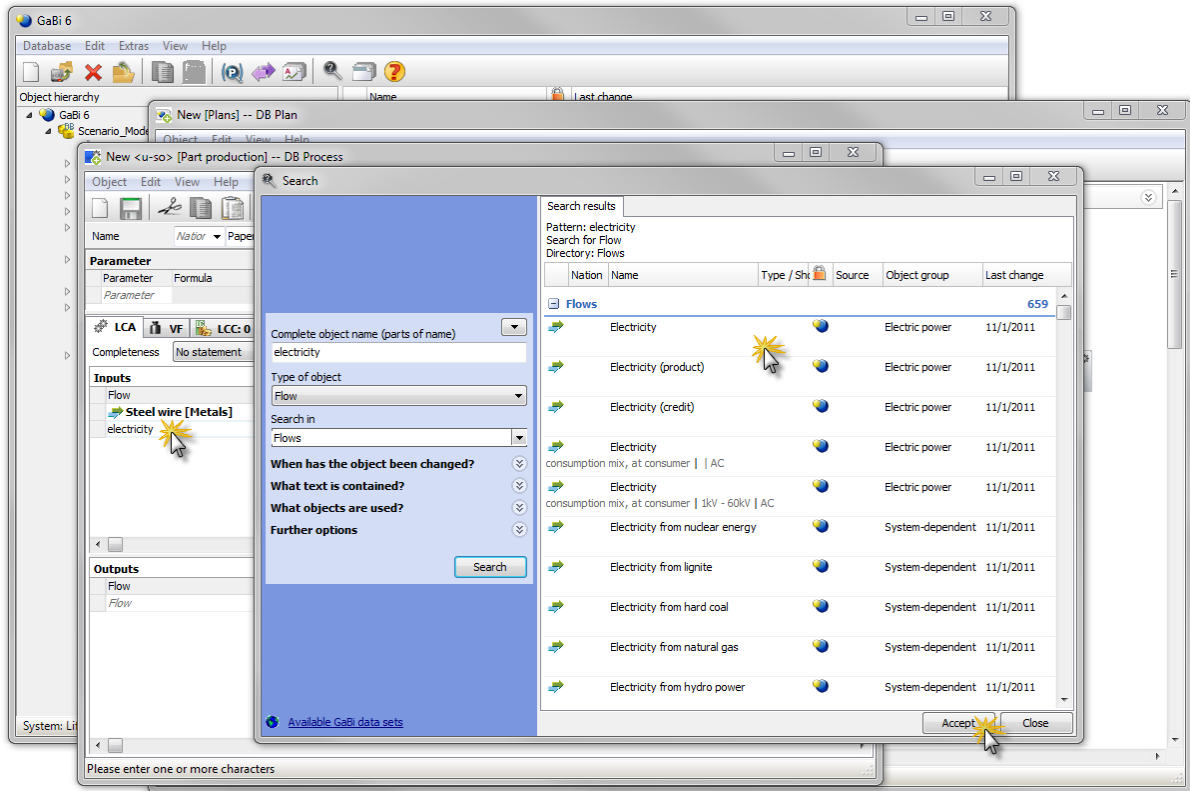 GaBi 6
Database Edit Extras View Help
Object hierarchy
Name
Last change
GaBi 6
DB
Scenario_Mode
System: Lif
New [Plans] -- DB Plan
Object Edit View Help
New <u-so> [Part production] -- DB Process
Object Edit View Help
Name
Nation
Paper
Parameter
Parameter Formula
Parameter
LCA VF LCC: 0
Completeness No statement
Inputs
Flow
Steel wire [Metals]
electricity
Outputs
Flow
Flow
Please enter one or more characters
Search
Complete object name (parts of name)
electricity
Type of object
Flow
Search in
Flows
When has the object been changed?
What text is contained?
What objects are used?
Further options
Search
Available GaBi data sets
Search results
Pattern: electricity
Search for Flow
Directory: Flows
Nation Name Type / Sho Source Object group Last change
Flows 659
Electricity Electric power 11/1/2011
Electricity (product) Electric power 11/1/2011
Electricity (credit) Electric power 11/1/2011
Electricity Electric power 11/1/2011
consumption mix, at consumer | | AC
Electricity Electric power 11/1/2011
consumption mix, at consumer | 1kV - 60kV | AC
Electricity from nuclear energy System-dependent 11/1/2011
Electricity from lignite System-dependent 11/1/2011
Electricity from hard coal System-dependent 11/1/2011
Electricity from natural gas System-dependent 11/1/2011
Electricity from hydro power System-dependent 11/1/2011
Accept Close